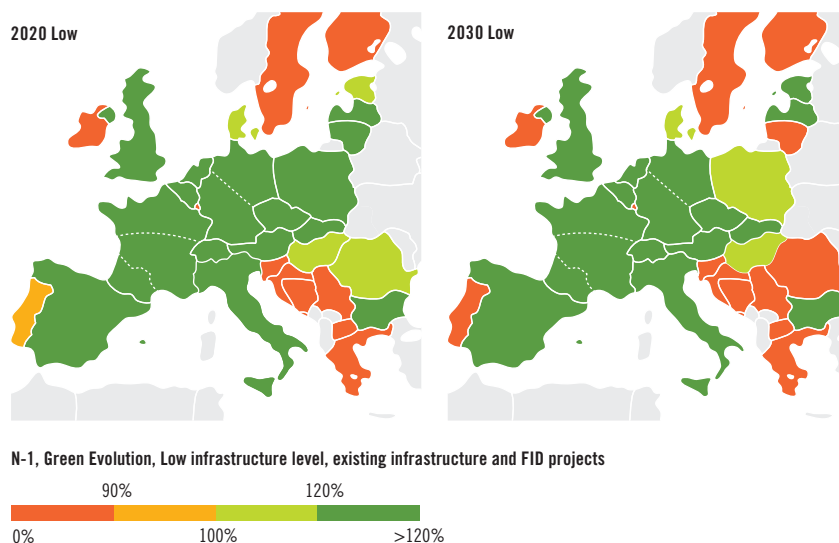 2020 Low
2030 Low
N-1, Green Evolution, Low infrastructure level, existing infrastructure and FID projects
90%
120%
0%
100%
>120%